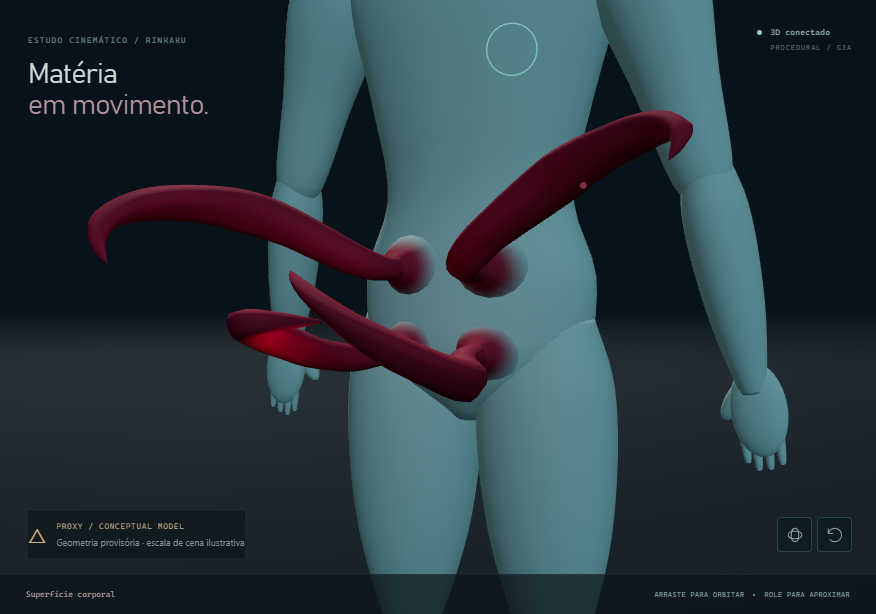 ESTUDO CINEMÁTICO / RINKAKU
Matéria
em movimento.
3D conectado
PROCEDURAL / G3A
PROXY / CONCEPTUAL MODEL
Geometria provisória · escala de cena ilustrativa
Superfície corporal
ARRASTE PARA ORBITAR • ROLE PARA APROXIMAR